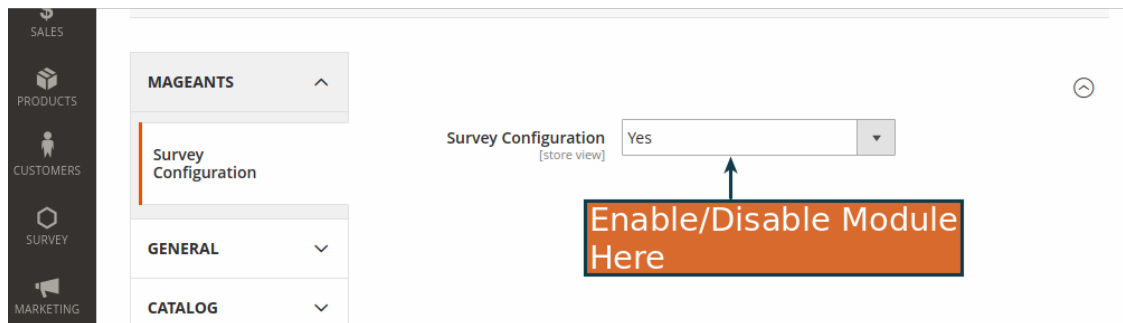 SALES
PRODUCTS
CUSTOMERS
SURVEY
MARKETING
MAGEANTS
Survey
Configuration
GENERAL
CATALOG
Survey Configuration
[store view]
Yes
Enable/Disable Module
Here